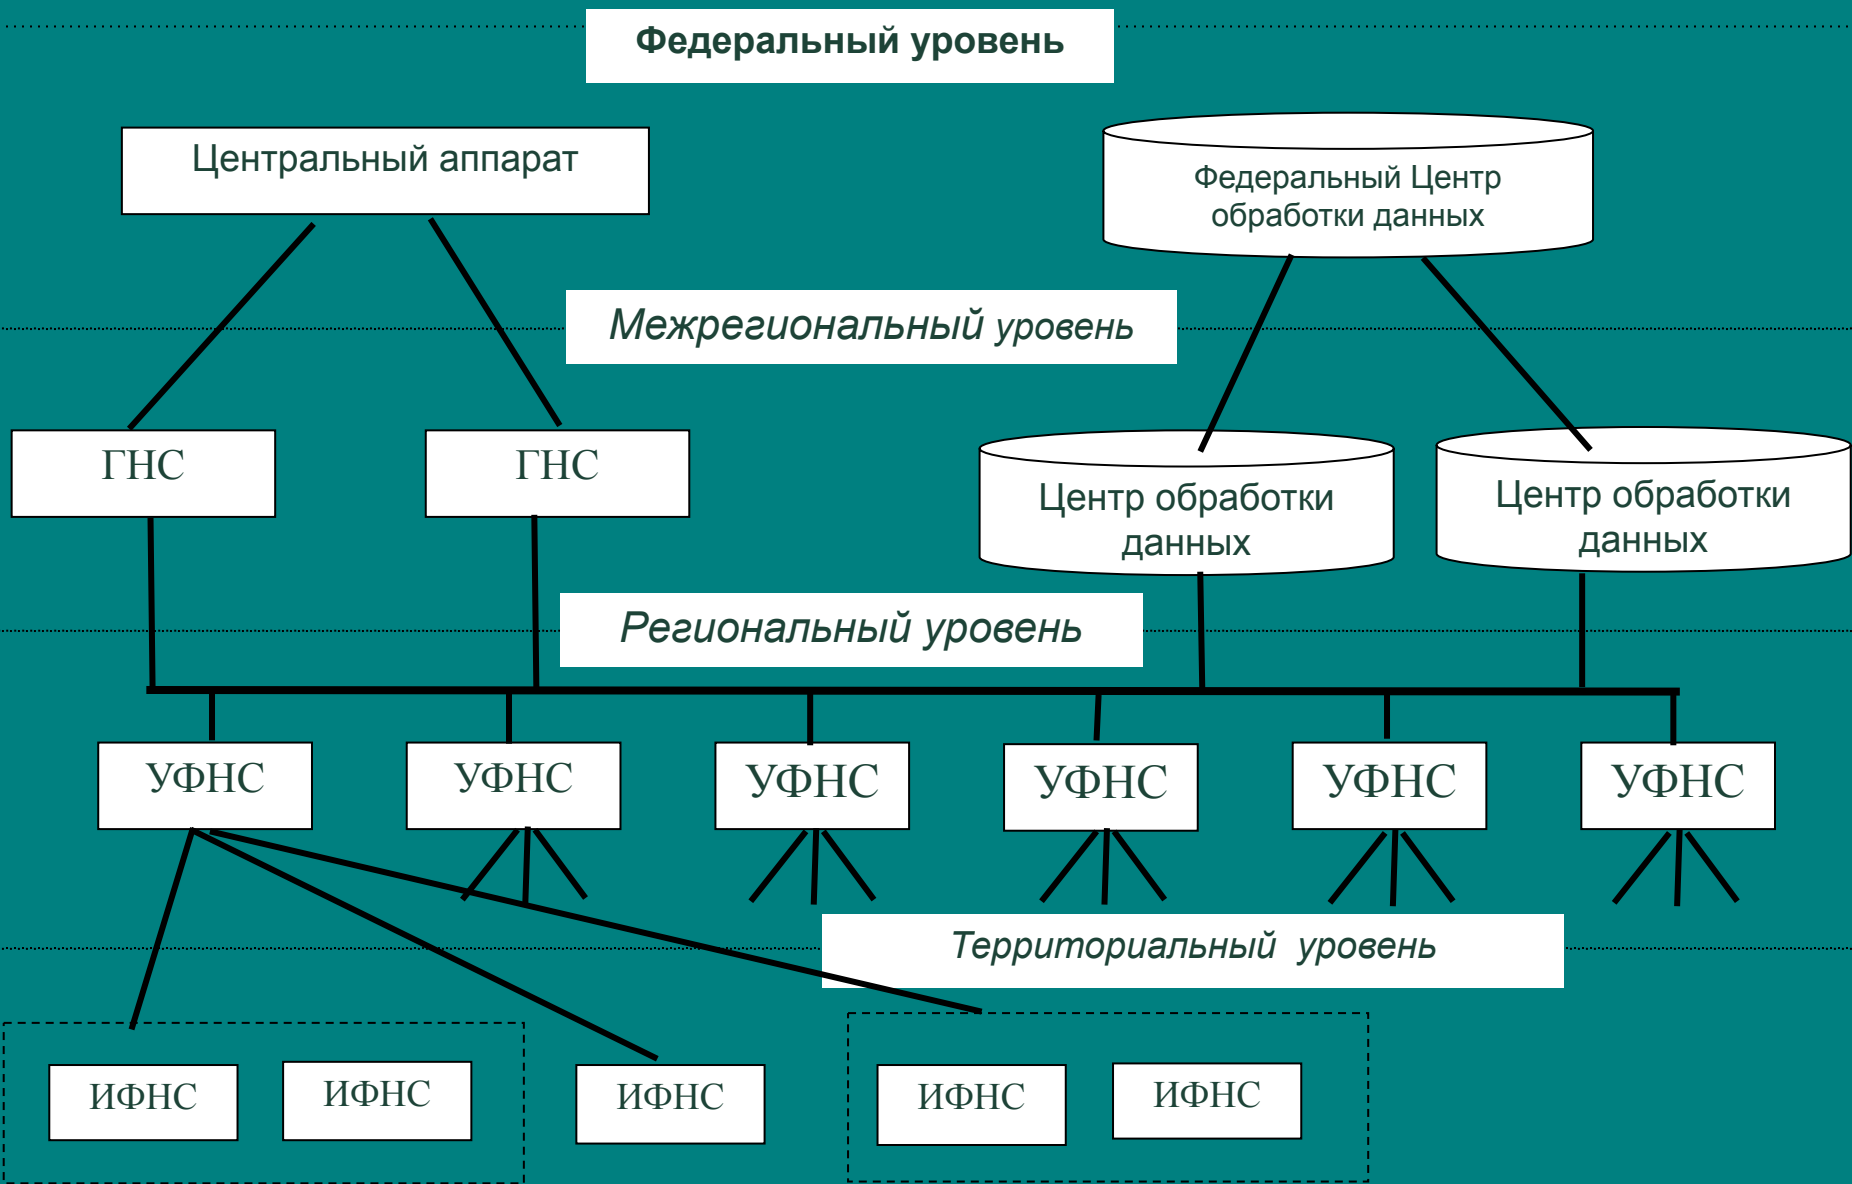 Федеральный уровень
Центральный аппарат
Федеральный Центр
обработки данных
Межрегиональный уровень
ГНС
ГНС
Центр обработки
данных
Центр обработки
данных
Региональный уровень
УФНС
УФНС
УФНС
УФНС
УФНС
УФНС
Территориальный уровень
ИФНС
ИФНС
ИФНС
ИФНС
ИФНС